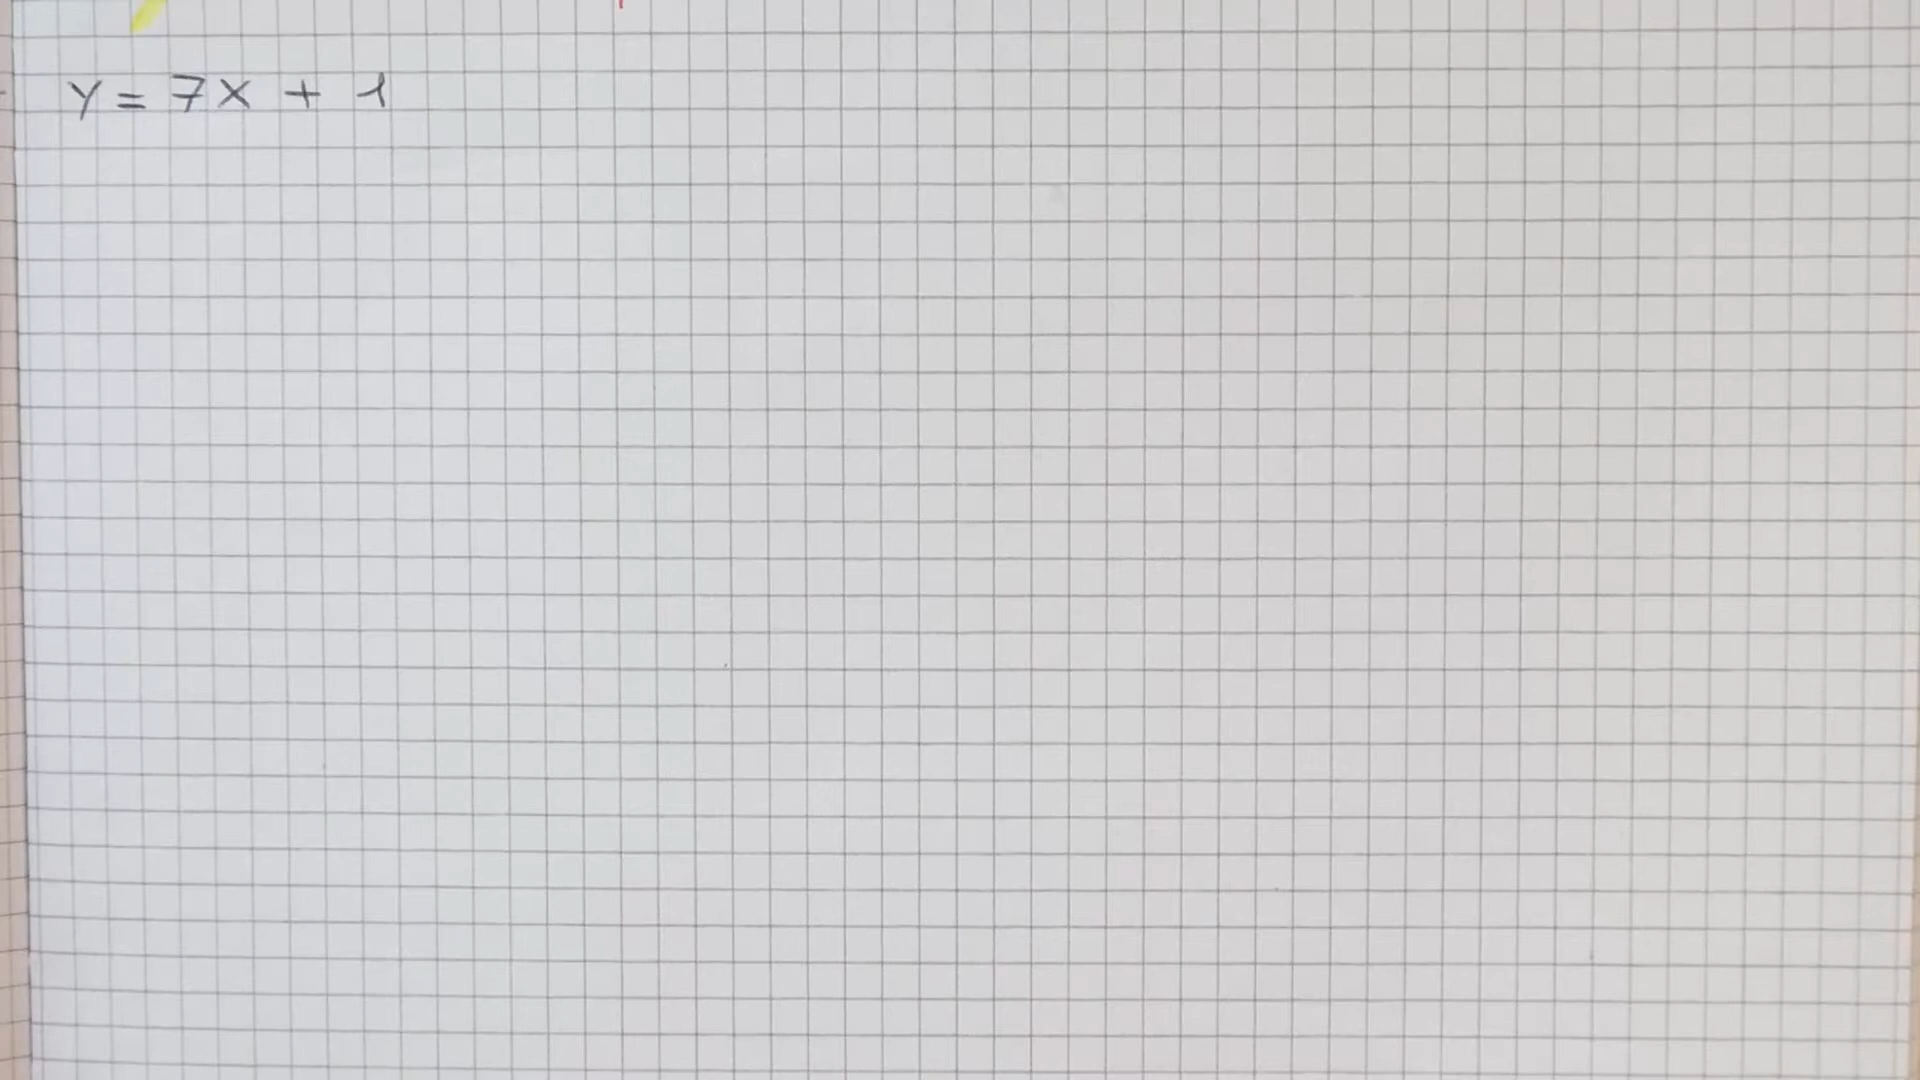 y = 7x + 1